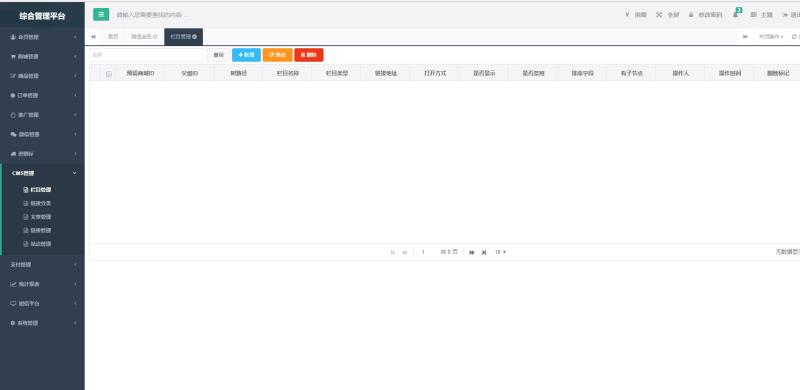 综合管理平台
请输入您需要查找的内容 ...
¥ 捐赠 全屏 修改密码 3 主题 退出
首页 微信会员 栏目管理
关闭操作
会员管理
商城管理
商品管理
订单管理
推广管理
微信管理
进销存
CMS管理
栏目管理
链接分类
文章管理
链接管理
站点管理
支付管理
统计报表
短信平台
系统管理
名称 查询 新增 修改 删除
预留商城ID 父级ID 树路径 栏目名称 栏目类型 链接地址 打开方式 是否显示 是否禁用 排序字段 有子节点 操作人 操作时间 删除标记
1 共 0 页 10 无数据显